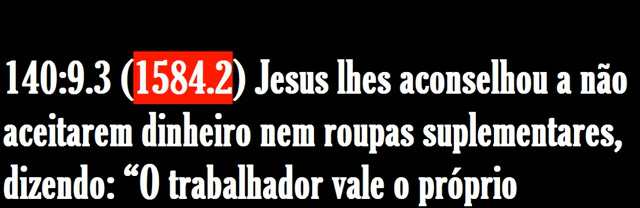 140:9.3 (1584.2) Jesus lhes aconselhou a não
aceitarem dinheiro nem roupas suplementares,
dizendo: “O trabalhador vale o próprio